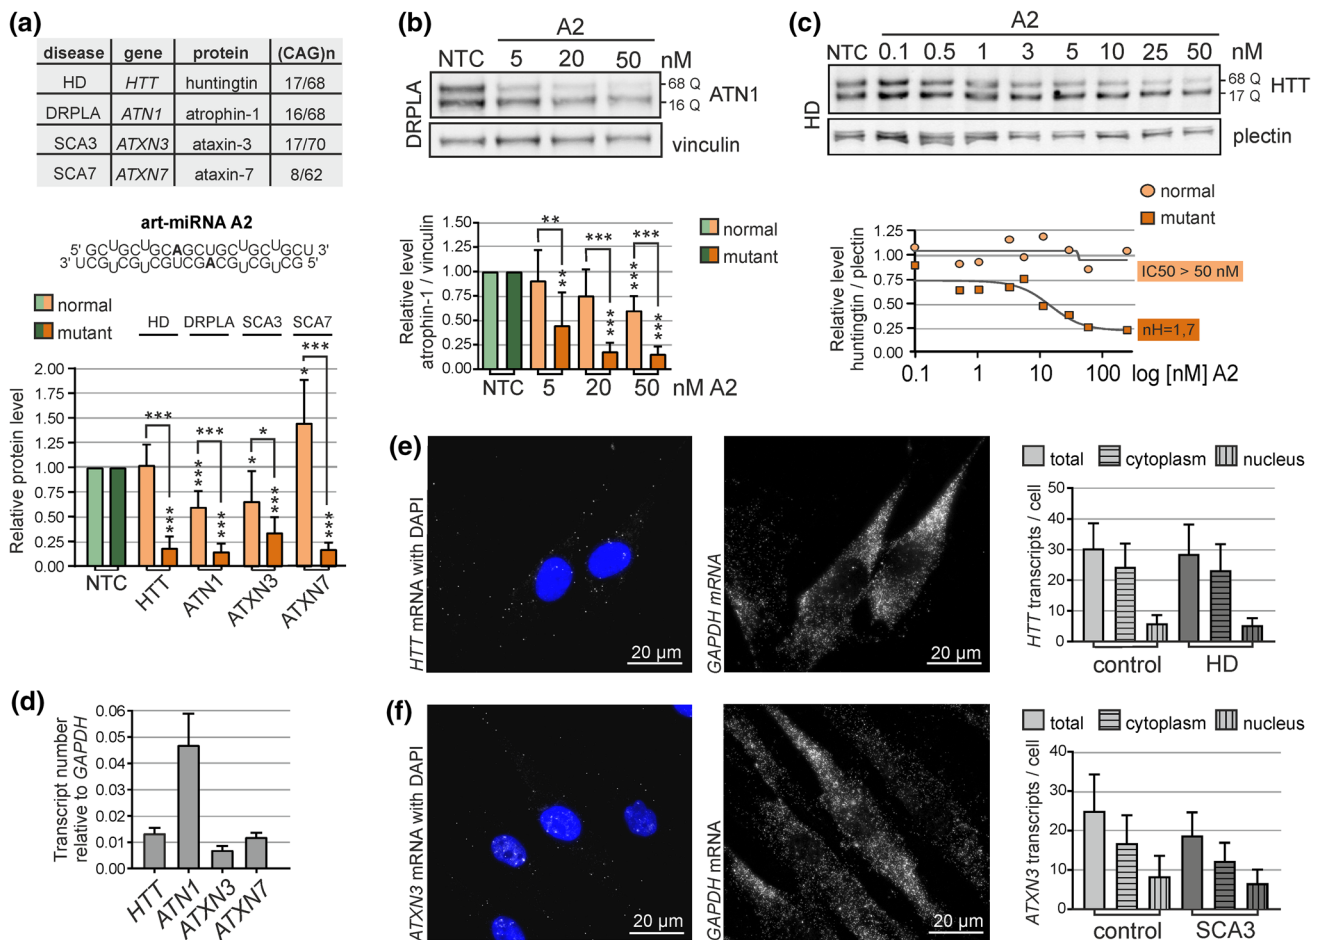 (a)
disease gene protein (CAG)n
HD HTT huntingtin 17/68
DRPLA ATN1 atrophin-1 16/68
SCA3 ATXN3 ataxin-3 17/70
SCA7 ATXN7 ataxin-7 8/62
art-miRNA A2
5' GCUGCUGCAGCUGCUGCUGCU 3'
3' UCGUCGUCGUCGACGUCGUCG 5'
normal
mutant
HD DRPLA SCA3 SCA7
Relative protein level
2.00
1.75
1.50
1.25
1.00
0.75
0.50
0.25
0.00
*** *** * ***
*** *** *** * *** * ***
NTC HTT ATN1 ATXN3 ATXN7
(b)
A2
NTC 5 20 50 nM
DRPLA
68 Q
16 Q
ATN1
vinculin
Relative level
atrophin-1 / vinculin
1.50
1.25
1.00
0.75
0.50
0.25
0.00
** *** ***
** *** *** ***
normal
mutant
NTC 5 20 50 nM A2
(c)
A2
NTC 0.1 0.5 1 3 5 10 25 50 nM
HD
68 Q
17 Q
HTT
plectin
normal
mutant
Relative level
huntingtin / plectin
1.25
1.00
0.75
0.50
0.25
0.00
IC50 > 50 nM
nH=1,7
0.1 1 10 100 log [nM] A2
(d)
Transcript number
relative to GAPDH
0.06
0.05
0.04
0.03
0.02
0.01
0.00
HTT ATN1 ATXN3 ATXN7
(e)
HTT mRNA with DAPI
20 µm
GAPDH mRNA
20 µm
total cytoplasm nucleus
HTT transcripts / cell
50
40
30
20
10
0
control HD
(f)
ATXN3 mRNA with DAPI
20 µm
GAPDH mRNA
20 µm
total cytoplasm nucleus
ATXN3 transcripts / cell
40
30
20
10
0
control SCA3